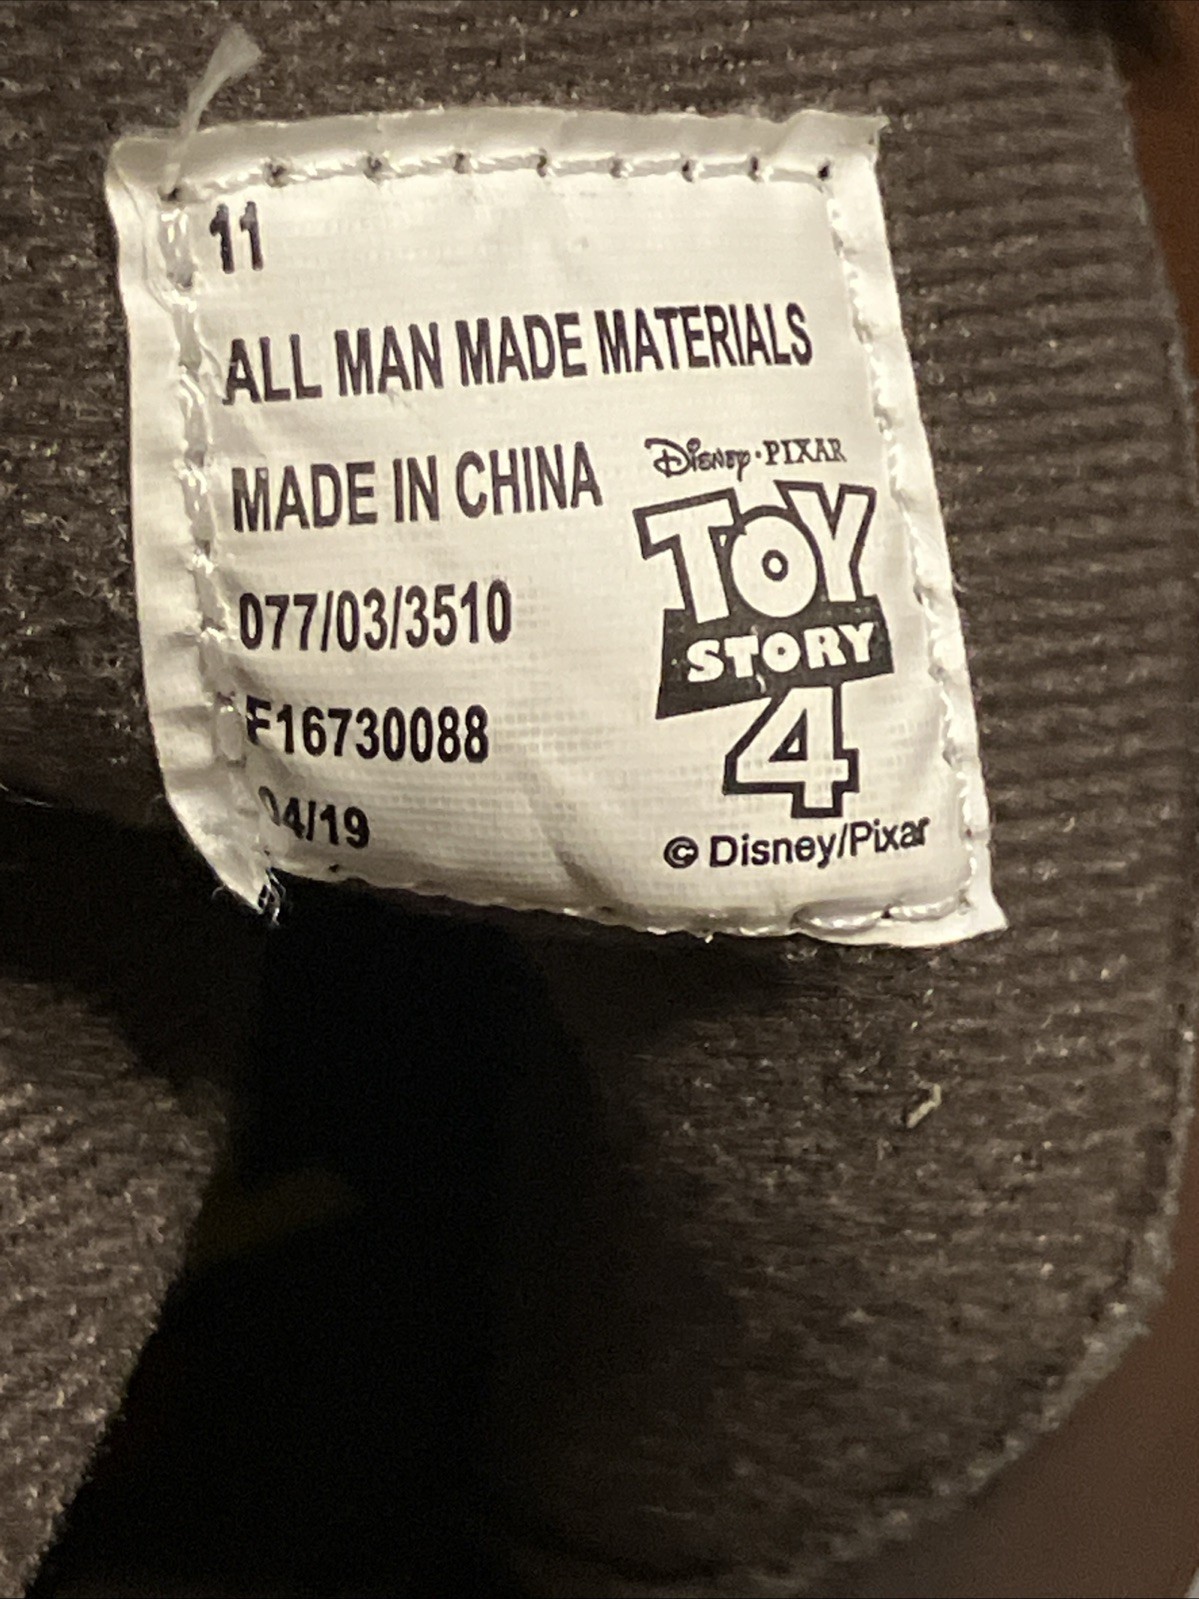 11
ALL MAN MADE MATERIALS
MADE IN CHINA
077/03/3510
F16730088
04/19
Disney·PIXAR
TOY
STORY
4
© Disney/Pixar